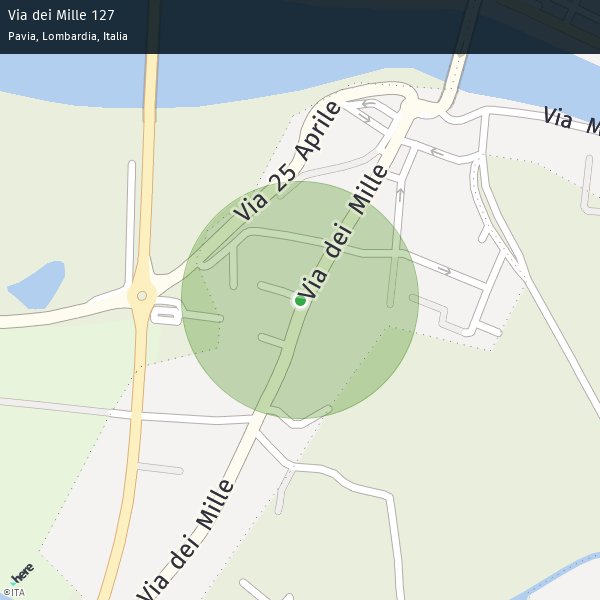 Via dei Mille 127
Pavia, Lombardia, Italia
Via M
Via 25 Aprile
Via dei Mille
Via dei Mille
here
©ITA